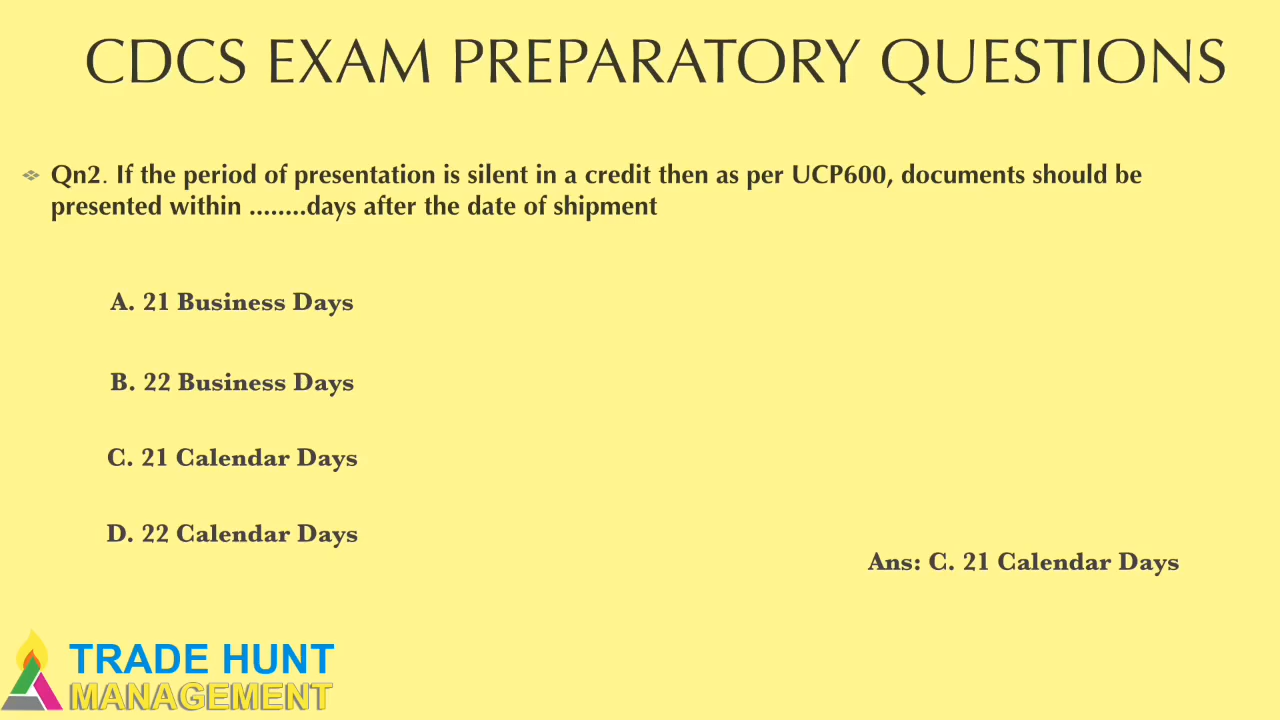 CDCS EXAM PREPARATORY QUESTIONS
Qn2. If the period of presentation is silent in a credit then as per UCP600, documents should be
presented within ........days after the date of shipment
A. 21 Business Days
B. 22 Business Days
C. 21 Calendar Days
D. 22 Calendar Days
Ans: C. 21 Calendar Days
TRADE HUNT
MANAGEMENT